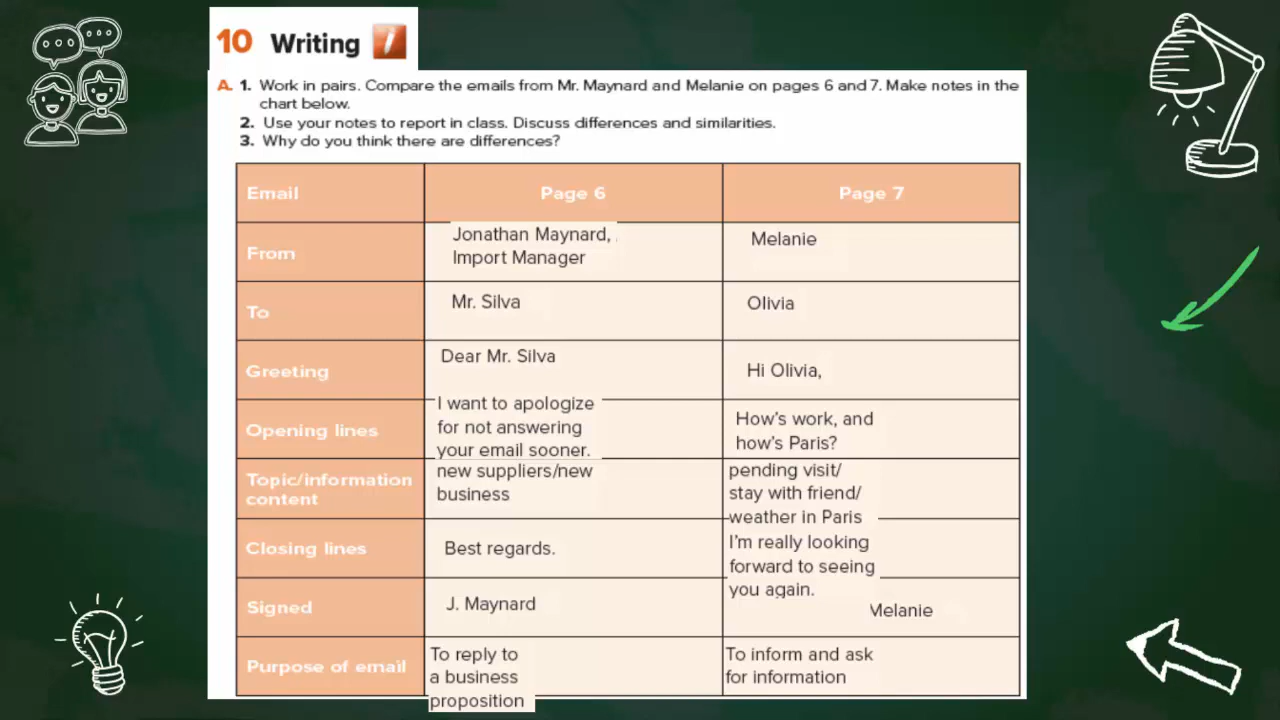 10 Writing
A. 1. Work in pairs. Compare the emails from Mr. Maynard and Melanie on pages 6 and 7. Make notes in the
chart below.
2. Use your notes to report in class. Discuss differences and similarities.
3. Why do you think there are differences?
Email Page 6 Page 7
From
Jonathan Maynard,
Import Manager
Melanie
To
Mr. Silva
Olivia
Greeting
Dear Mr. Silva
Hi Olivia,
Opening lines
I want to apologize
for not answering
your email sooner.
How's work, and
how's Paris?
Topic/information
content
new suppliers/new
business
pending visit/
stay with friend/
weather in Paris
Closing lines
Best regards.
I'm really looking
forward to seeing
you again.
Signed
J. Maynard
Melanie
Purpose of email
To reply to
a business
proposition
To inform and ask
for information